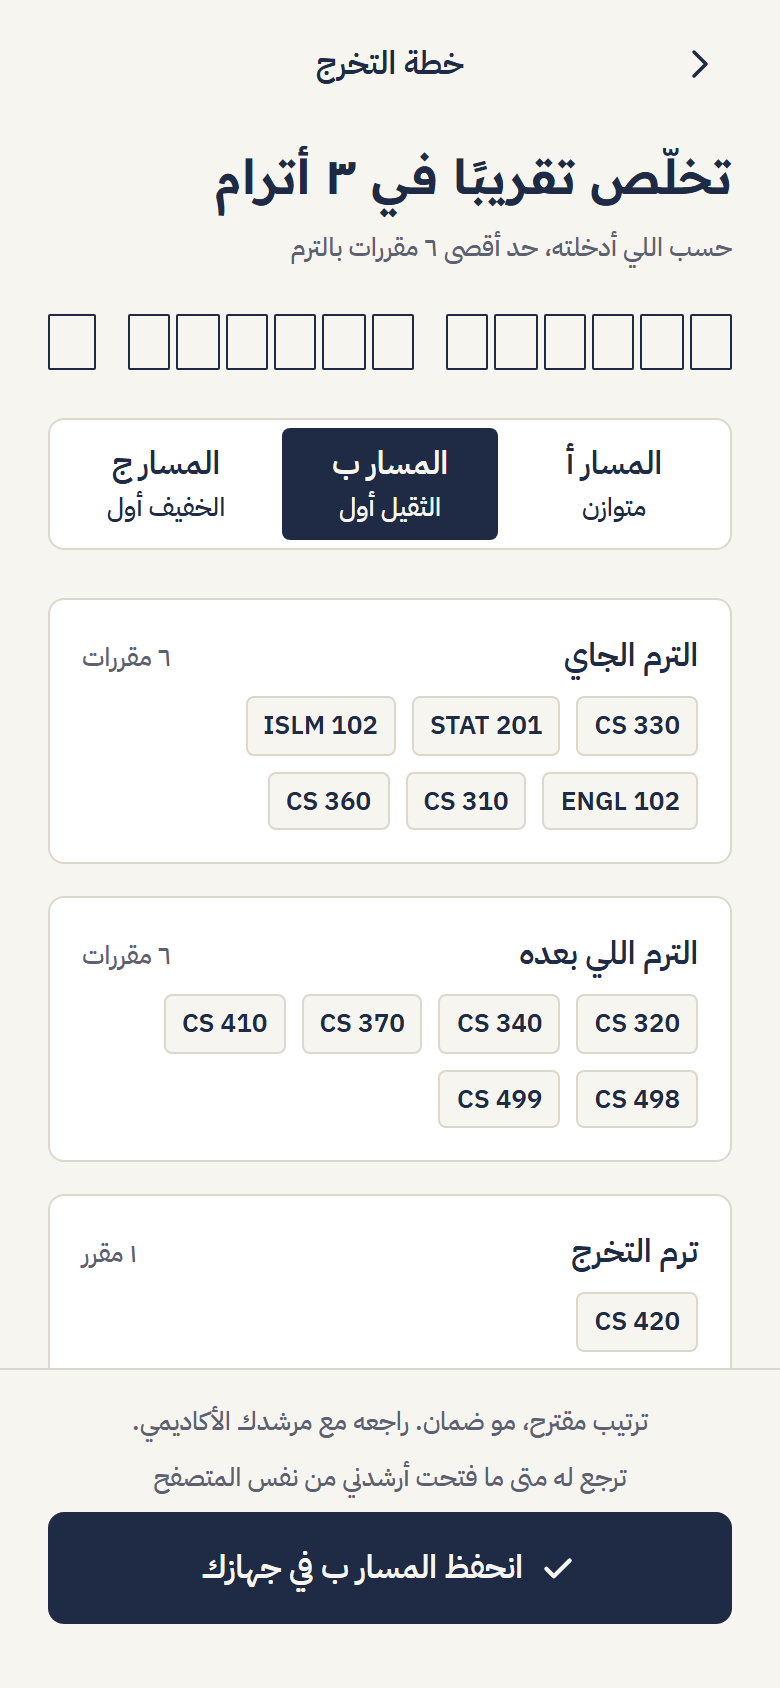 خطة التخرج
تخلّص تقريبًا في ٣ أترام
حسب اللي أدخلته، حد أقصى ٦ مقررات بالترم
المسار أ
متوازن
المسار ب
الثقيل أول
المسار ج
الخفيف أول
الترم الجاي
٦ مقررات
CS 330 STAT 201 ISLM 102
ENGL 102 CS 310 CS 360
الترم اللي بعده
٦ مقررات
CS 320 CS 340 CS 370 CS 410
CS 498 CS 499
ترم التخرج
١ مقرر
CS 420
ترتيب مقترح، مو ضمان. راجعه مع مرشدك الأكاديمي.
ترجع له متى ما فتحت أرشدني من نفس المتصفح
انحفظ المسار ب في جهازك